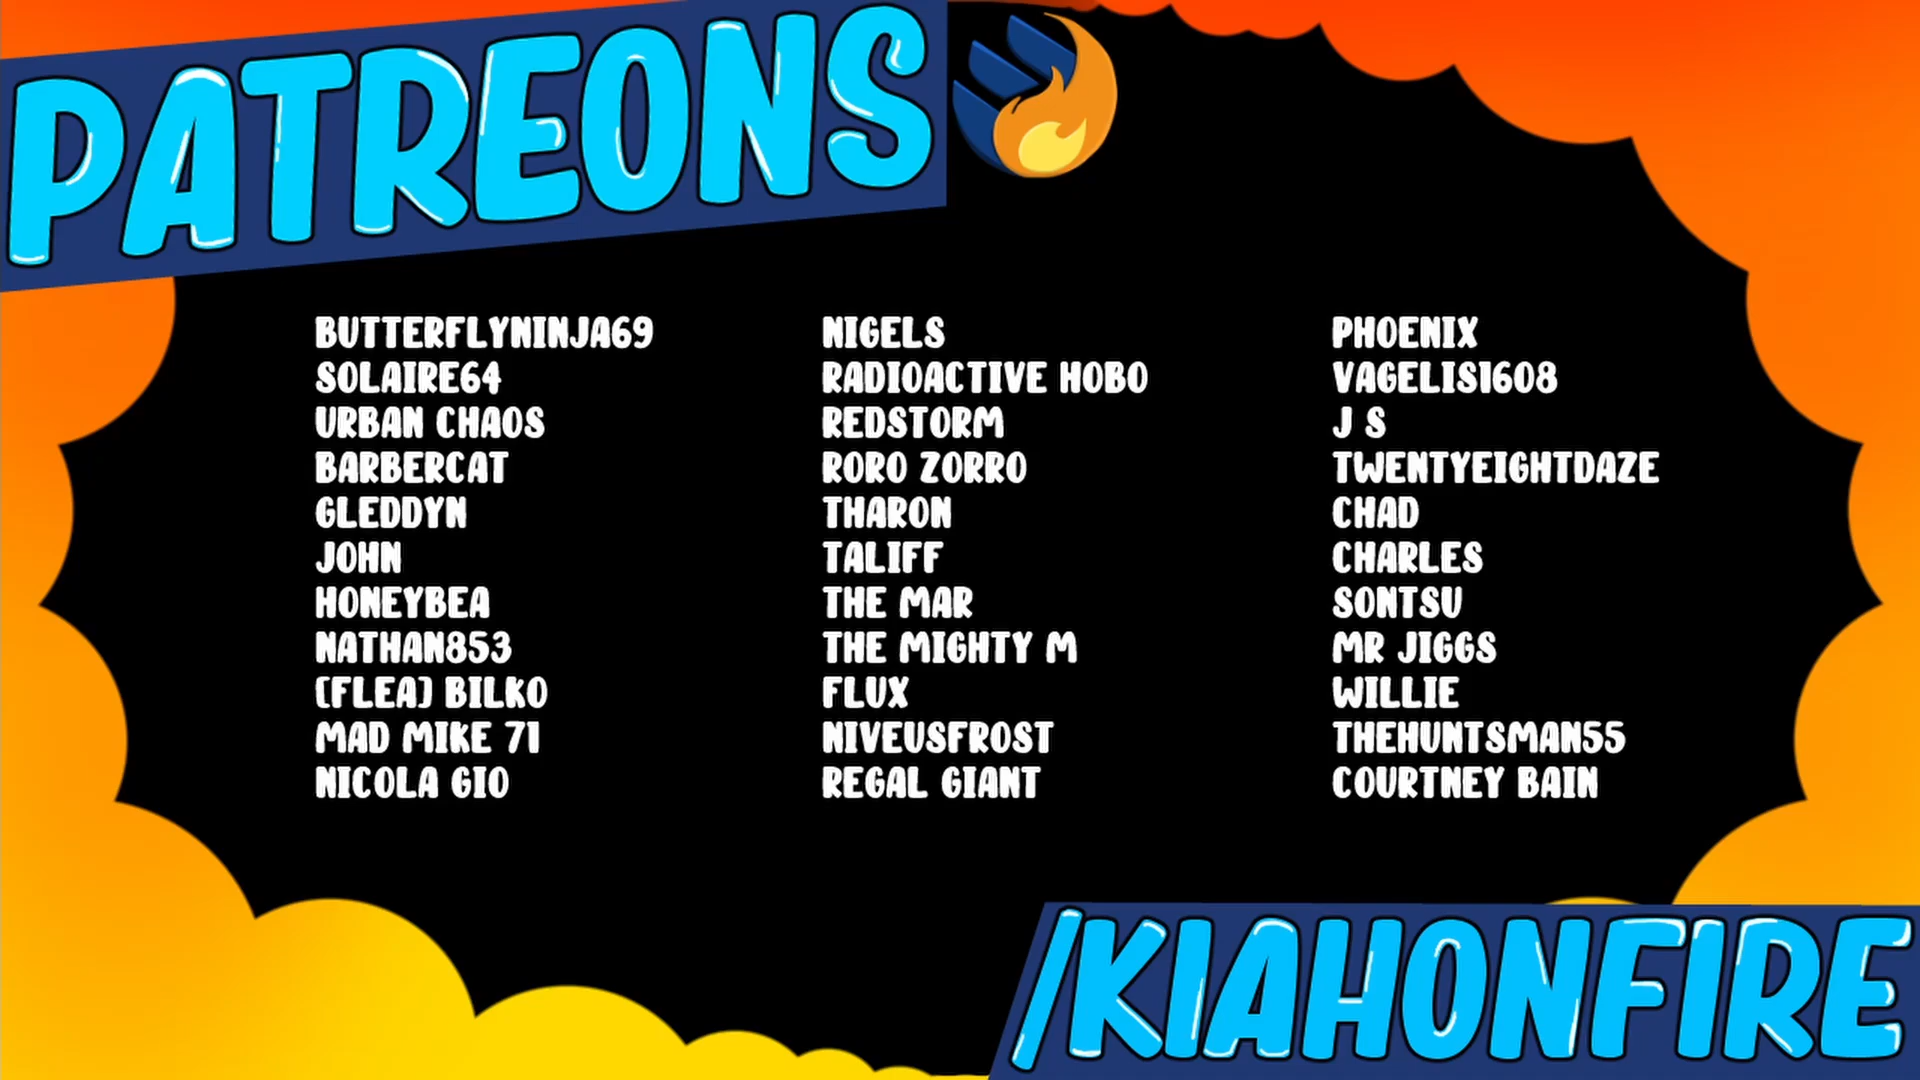 PATREONS
BUTTERFLYNINJA69
SOLAIRE64
URBAN CHAOS
BARBERCAT
GLEDDYN
JOHN
HONEYBEA
NATHAN853
(FLEA) BILKO
MAD MIKE 71
NICOLA GIO
NIGELS
RADIOACTIVE HOBO
REDSTORM
RORO ZORRO
THARON
TALIFF
THE MAR
THE MIGHTY M
FLUX
NIVEUSFROST
REGAL GIANT
PHOENIX
VAGELIS1608
J S
TWENTYEIGHTDAZE
CHAD
CHARLES
SONTSU
MR JIGGS
WILLIE
THEHUNTSMAN55
COURTNEY BAIN
/KIAHONFIRE